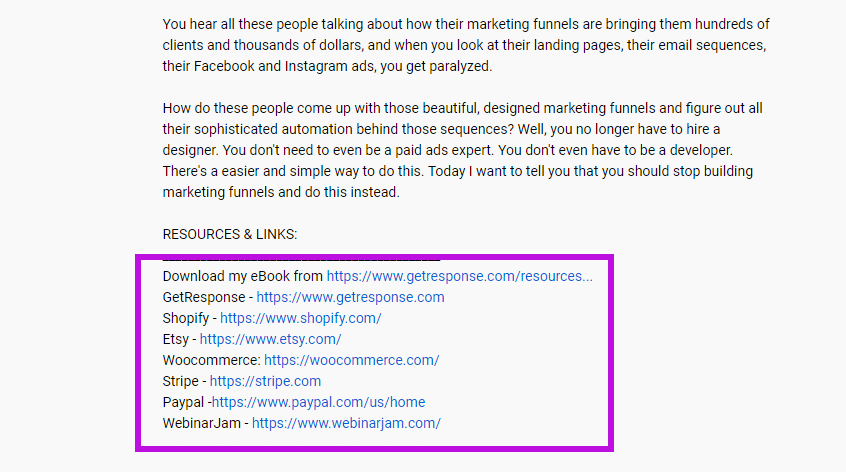 You hear all these people talking about how their marketing funnels are bringing them hundreds of
clients and thousands of dollars, and when you look at their landing pages, their email sequences,
their Facebook and Instagram ads, you get paralyzed.
How do these people come up with those beautiful, designed marketing funnels and figure out all
their sophisticated automation behind those sequences? Well, you no longer have to hire a
designer. You don't need to even be a paid ads expert. You don't even have to be a developer.
There's a easier and simple way to do this. Today I want to tell you that you should stop building
marketing funnels and do this instead.
RESOURCES & LINKS:
Download my eBook from https://www.getresponse.com/resources...
GetResponse - https://www.getresponse.com
Shopify - https://www.shopify.com/
Etsy - https://www.etsy.com/
Woocommerce: https://woocommerce.com/
Stripe - https://stripe.com
Paypal -https://www.paypal.com/us/home
WebinarJam - https://www.webinarjam.com/